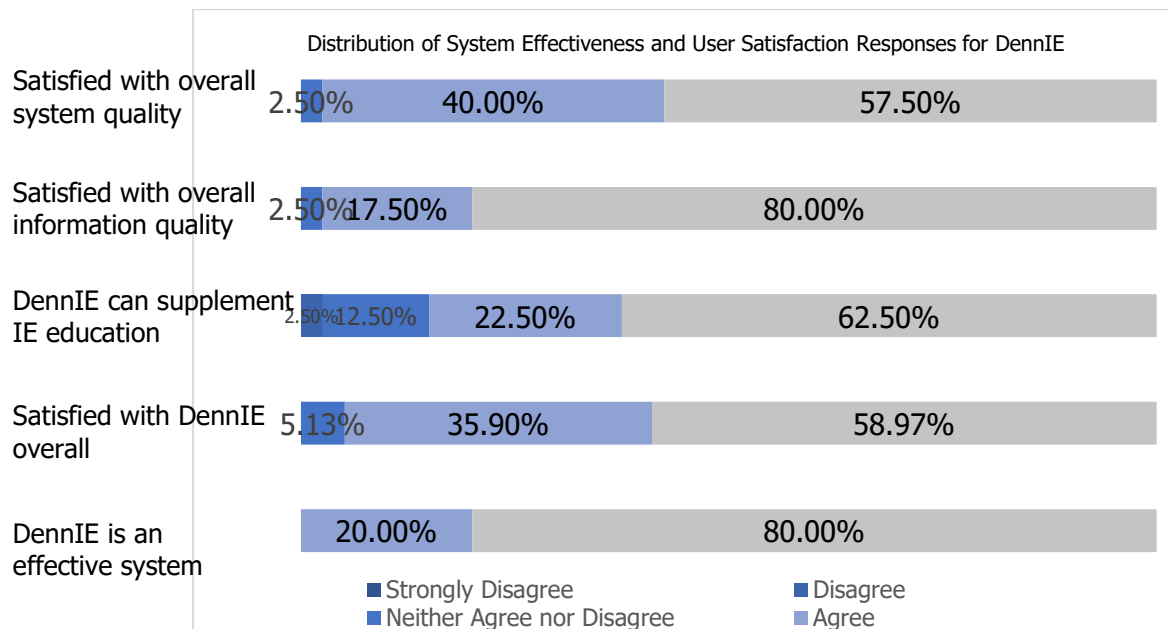 Distribution of System Effectiveness and User Satisfaction Responses for DennIE
Satisfied with overall
system quality
2.50% 40.00% 57.50%
Satisfied with overall
information quality
2.50% 17.50% 80.00%
DennIE can supplement
IE education
2.50% 12.50% 22.50% 62.50%
Satisfied with DennIE
overall
5.13% 35.90% 58.97%
DennIE is an
effective system
20.00% 80.00%
Strongly Disagree Disagree
Neither Agree nor Disagree Agree